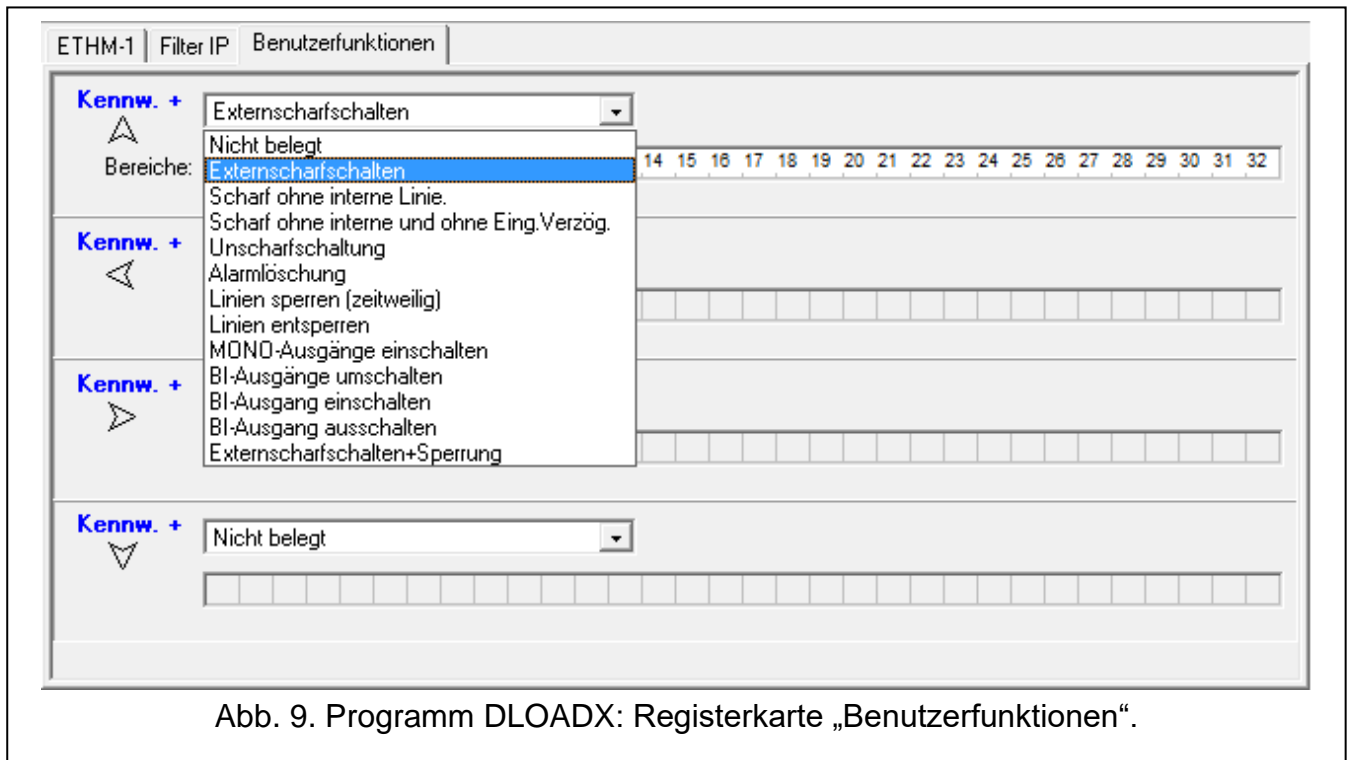 ETHM-1 Filter IP Benutzerfunktionen
Kennw. + Externscharfschalten
Nicht belegt
Bereiche: Externscharfschalten 14 15 16 17 18 19 20 21 22 23 24 25 26 27 28 29 30 31 32
Scharf ohne interne Linie.
Scharf ohne interne und ohne Eing.Verzög.
Kennw. + Unscharfschaltung
Alarmlöschung
Linien sperren (zeitweilig)
Linien entsperren
MONO-Ausgänge einschalten
Kennw. + BI-Ausgänge umschalten
BI-Ausgang einschalten
BI-Ausgang ausschalten
Externscharfschalten+Sperrung
Kennw. + Nicht belegt
Abb. 9. Programm DLOADX: Registerkarte „Benutzerfunktionen“.